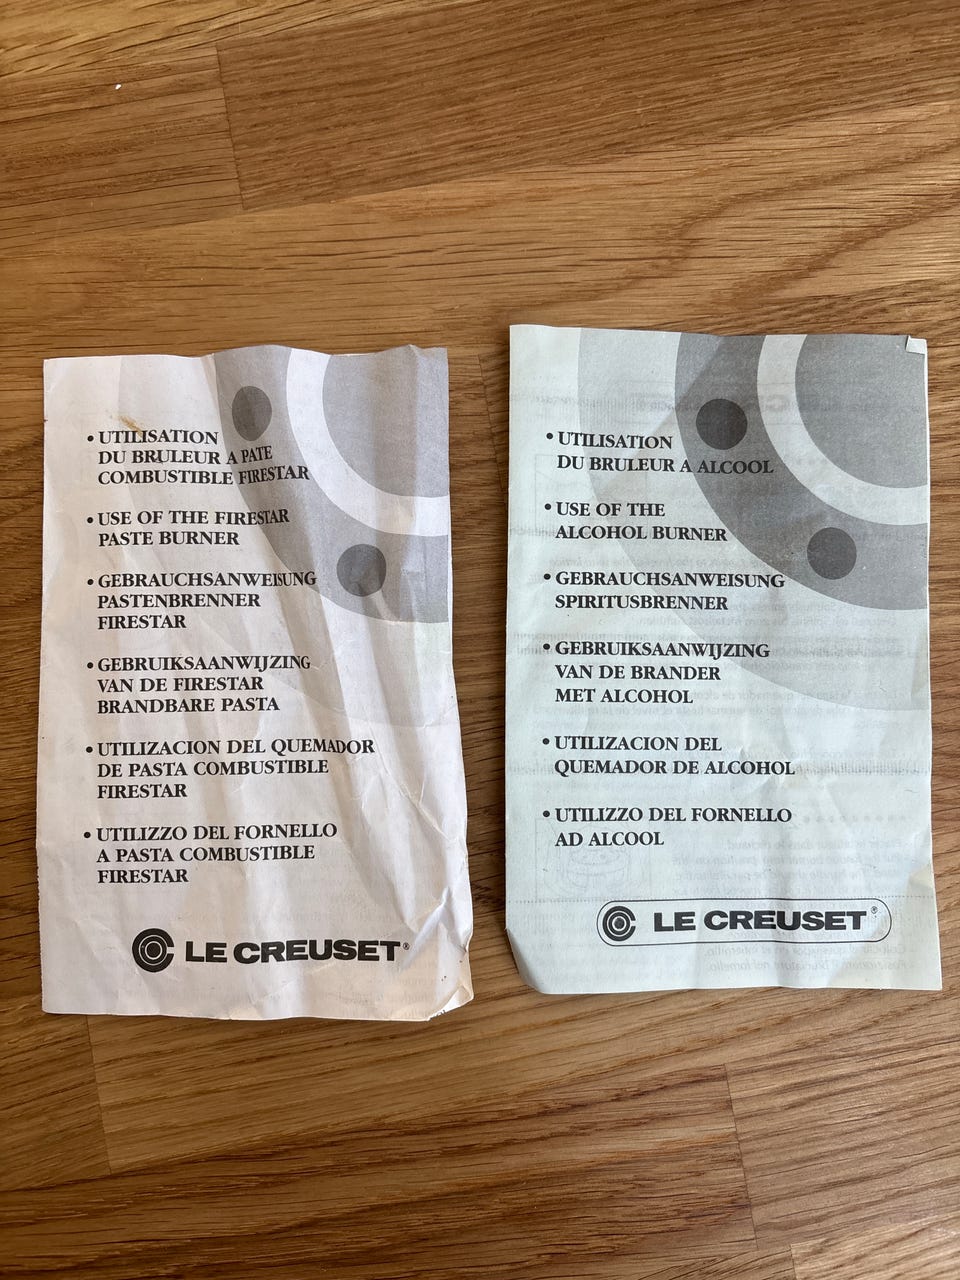 • UTILISATION
DU BRULEUR A PATE
COMBUSTIBLE FIRESTAR
• USE OF THE FIRESTAR
PASTE BURNER
• GEBRAUCHSANWEISUNG
PASTENBRENNER
FIRESTAR
• GEBRUIKSAANWIJZING
VAN DE FIRESTAR
BRANDBARE PASTA
• UTILIZACION DEL QUEMADOR
DE PASTA COMBUSTIBLE
FIRESTAR
• UTILIZZO DEL FORNELLO
A PASTA COMBUSTIBLE
FIRESTAR
LE CREUSET®
• UTILISATION
DU BRULEUR A ALCOOL
• USE OF THE
ALCOHOL BURNER
• GEBRAUCHSANWEISUNG
SPIRITUSBRENNER
• GEBRUIKSAANWIJZING
VAN DE BRANDER
MET ALCOHOL
• UTILIZACION DEL
QUEMADOR DE ALCOHOL
• UTILIZZO DEL FORNELLO
AD ALCOOL
LE CREUSET®